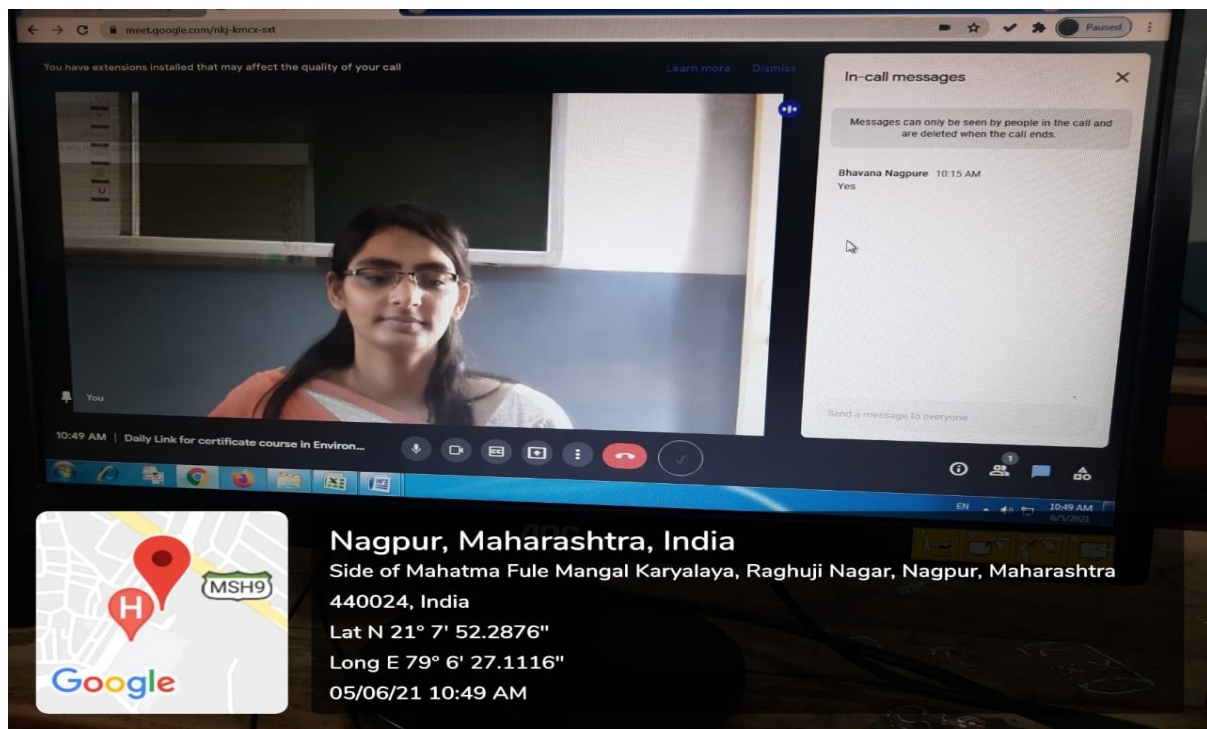 meet.google.com/nkj-kmcx-sxt
Paused
You have extensions installed that may affect the quality of your call
Learn more
Dismiss
In-call messages
Messages can only be seen by people in the call and
are deleted when the call ends.
Bhavana Nagpure 10:15 AM
Yes
U
You
Send a message to everyone
10:49 AM | Daily Link for certificate course in Environ...
1
EN
10:49 AM
6/5/2021
MSH9
H
Google
Nagpur, Maharashtra, India
Side of Mahatma Fule Mangal Karyalaya, Raghuji Nagar, Nagpur, Maharashtra
440024, India
Lat N 21° 7' 52.2876"
Long E 79° 6' 27.1116"
05/06/21 10:49 AM